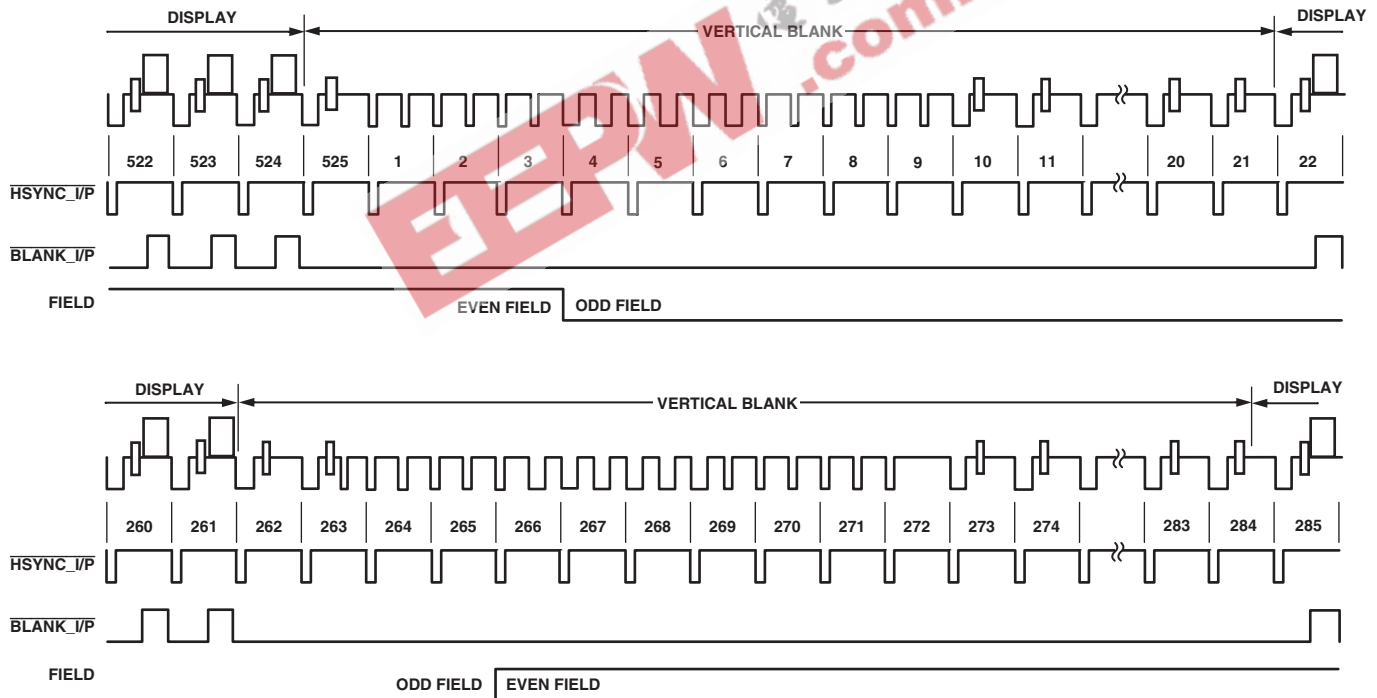 DISPLAY VERTICAL BLANK DISPLAY
522 523 524 525 1 2 3 4 5 6 7 8 9 10 11 20 21 22
HSYNC_I/P
BLANK_I/P
FIELD EVEN FIELD ODD FIELD
DISPLAY VERTICAL BLANK DISPLAY
260 261 262 263 264 265 266 267 268 269 270 271 272 273 274 283 284 285
HSYNC_I/P
BLANK_I/P
FIELD ODD FIELD EVEN FIELD
EEPW .com